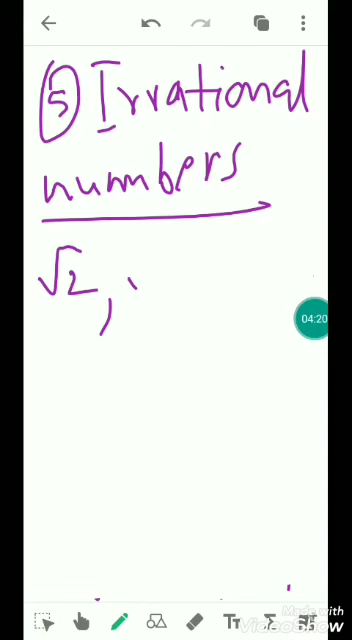 ⑤ Irrational
numbers
√2,
04:20
Made with
VideoShow